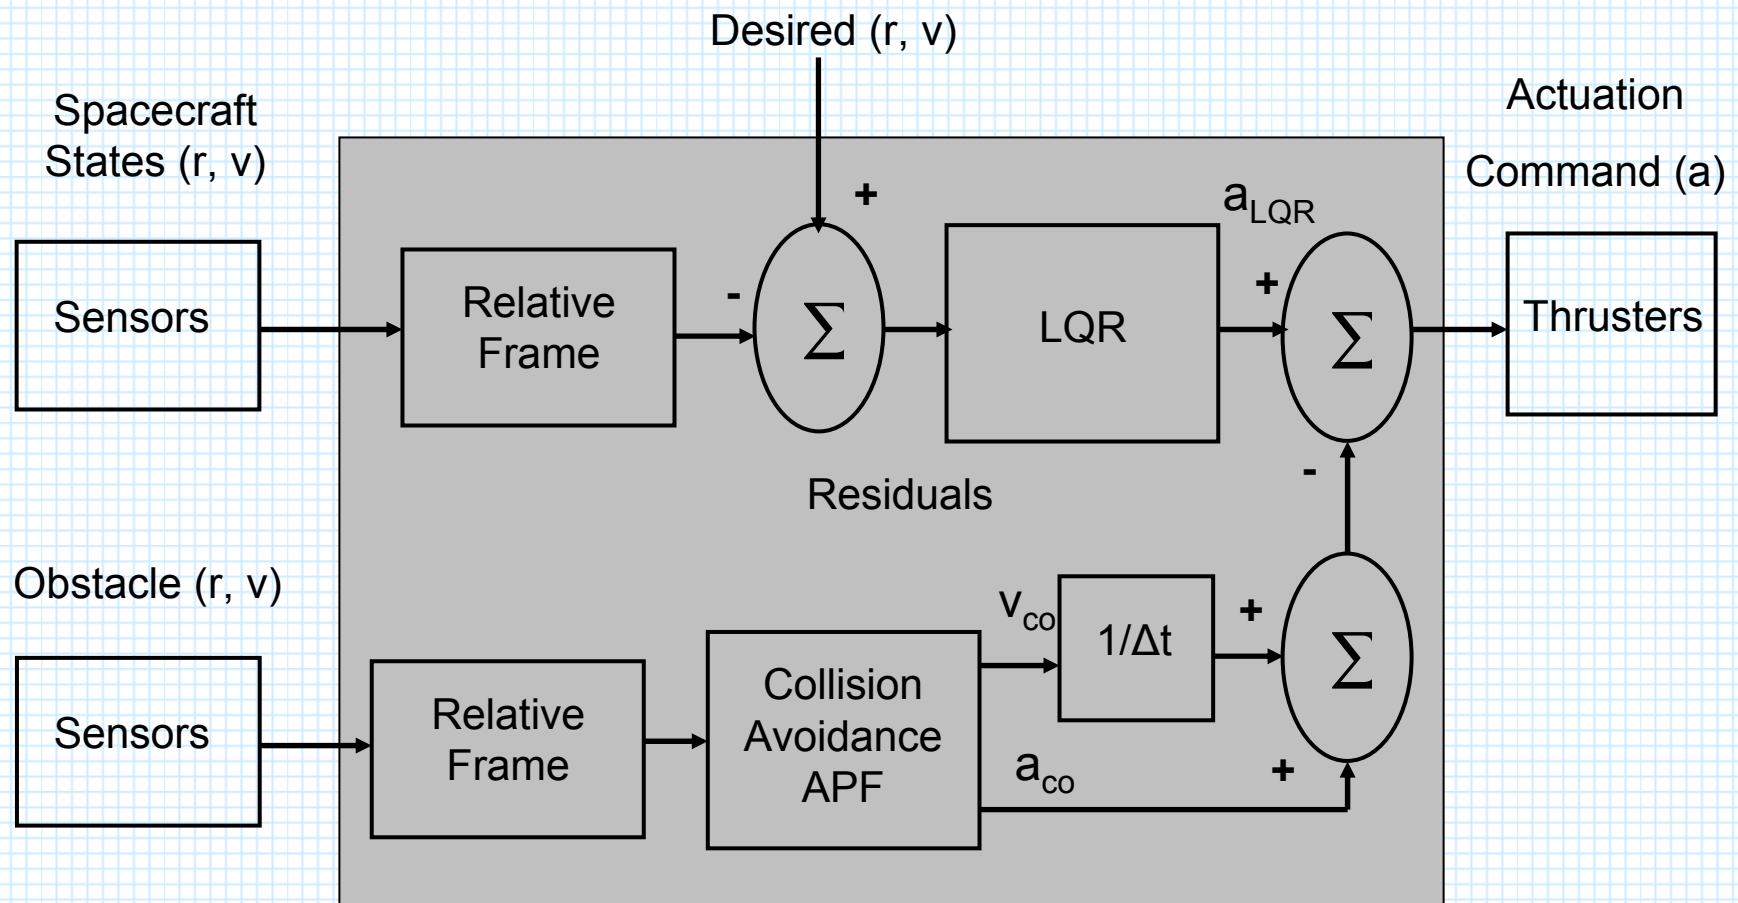 Desired (r, v)
Spacecraft
States (r, v)
Actuation
Command (a)
+
a_LQR
Sensors
Relative
Frame
-
Σ
LQR
+
Σ
Thrusters
Residuals
-
Obstacle (r, v)
v_co
1/Δt
+
Σ
Sensors
Relative
Frame
Collision
Avoidance
APF
a_co
+